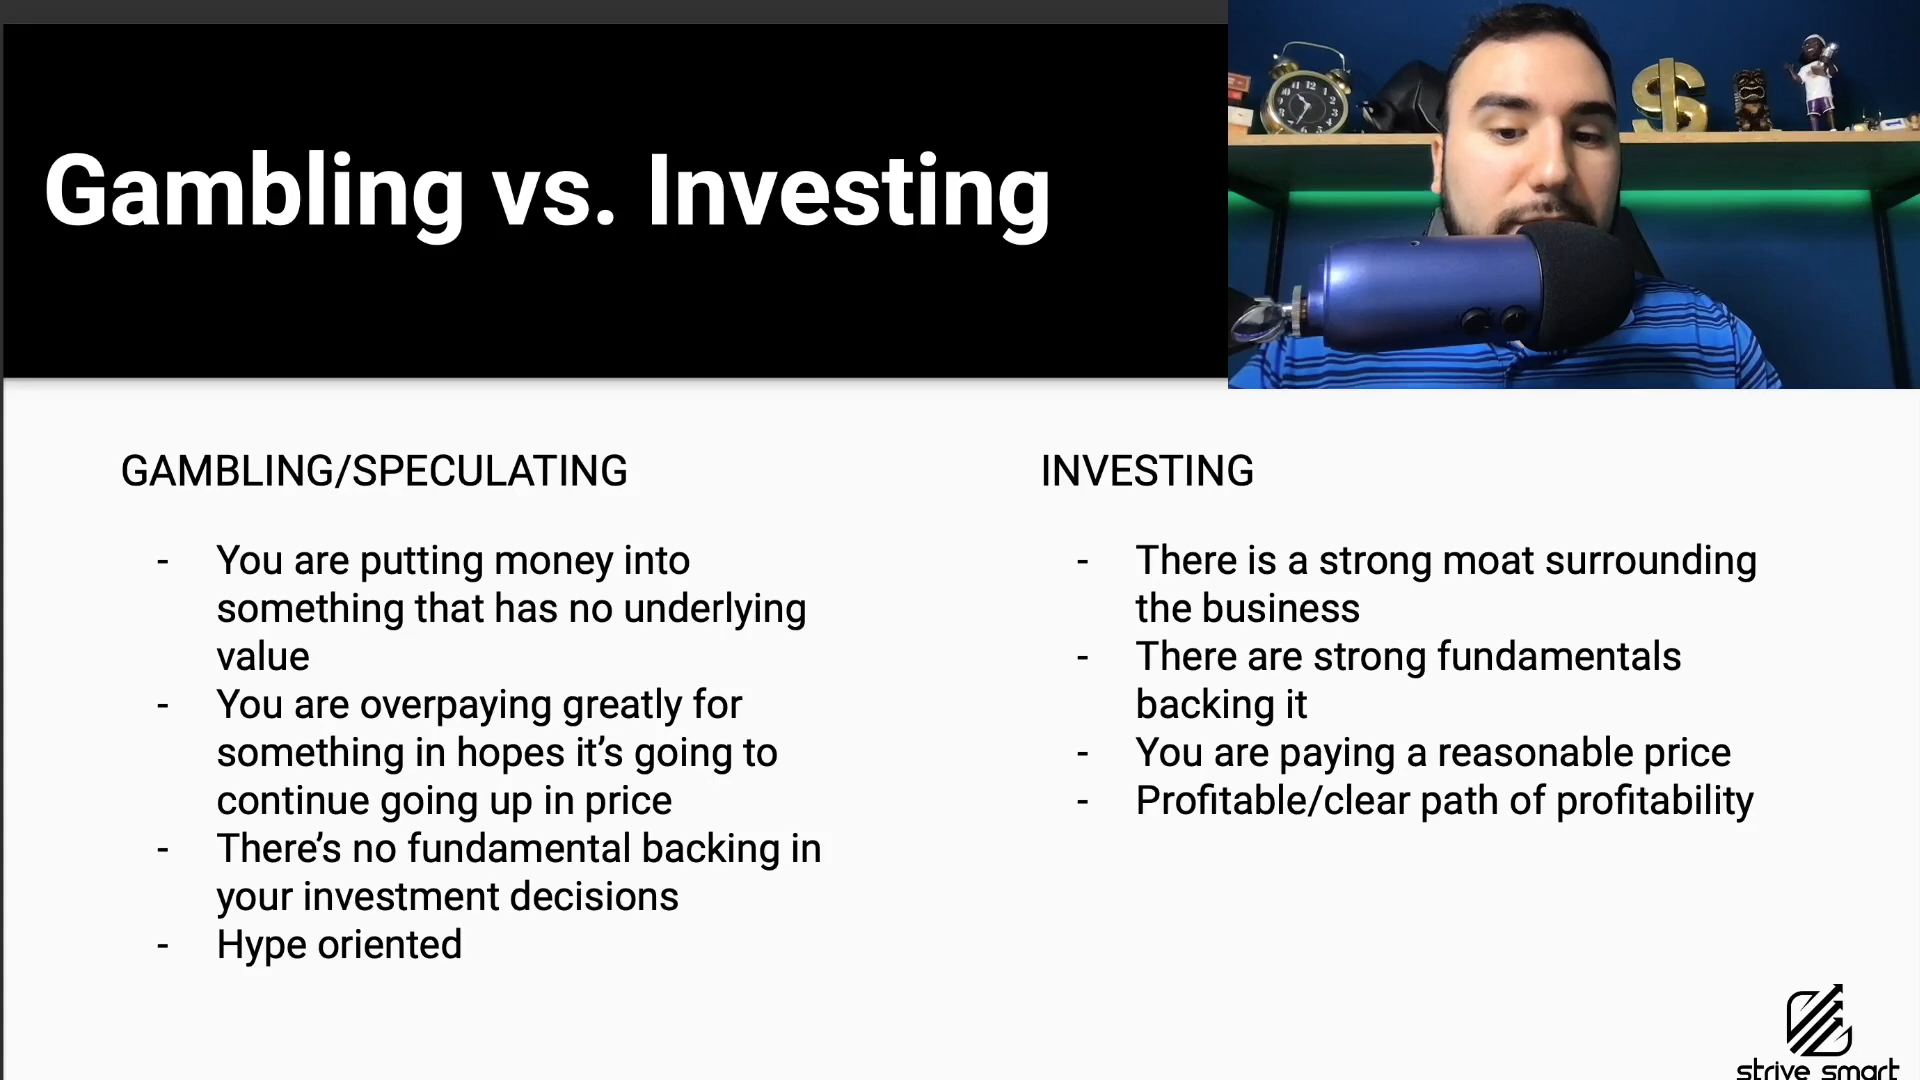 Gambling vs. Investing
GAMBLING/SPECULATING
- You are putting money into
something that has no underlying
value
- You are overpaying greatly for
something in hopes it’s going to
continue going up in price
- There’s no fundamental backing in
your investment decisions
- Hype oriented
INVESTING
- There is a strong moat surrounding
the business
- There are strong fundamentals
backing it
- You are paying a reasonable price
- Profitable/clear path of profitability
strive smart